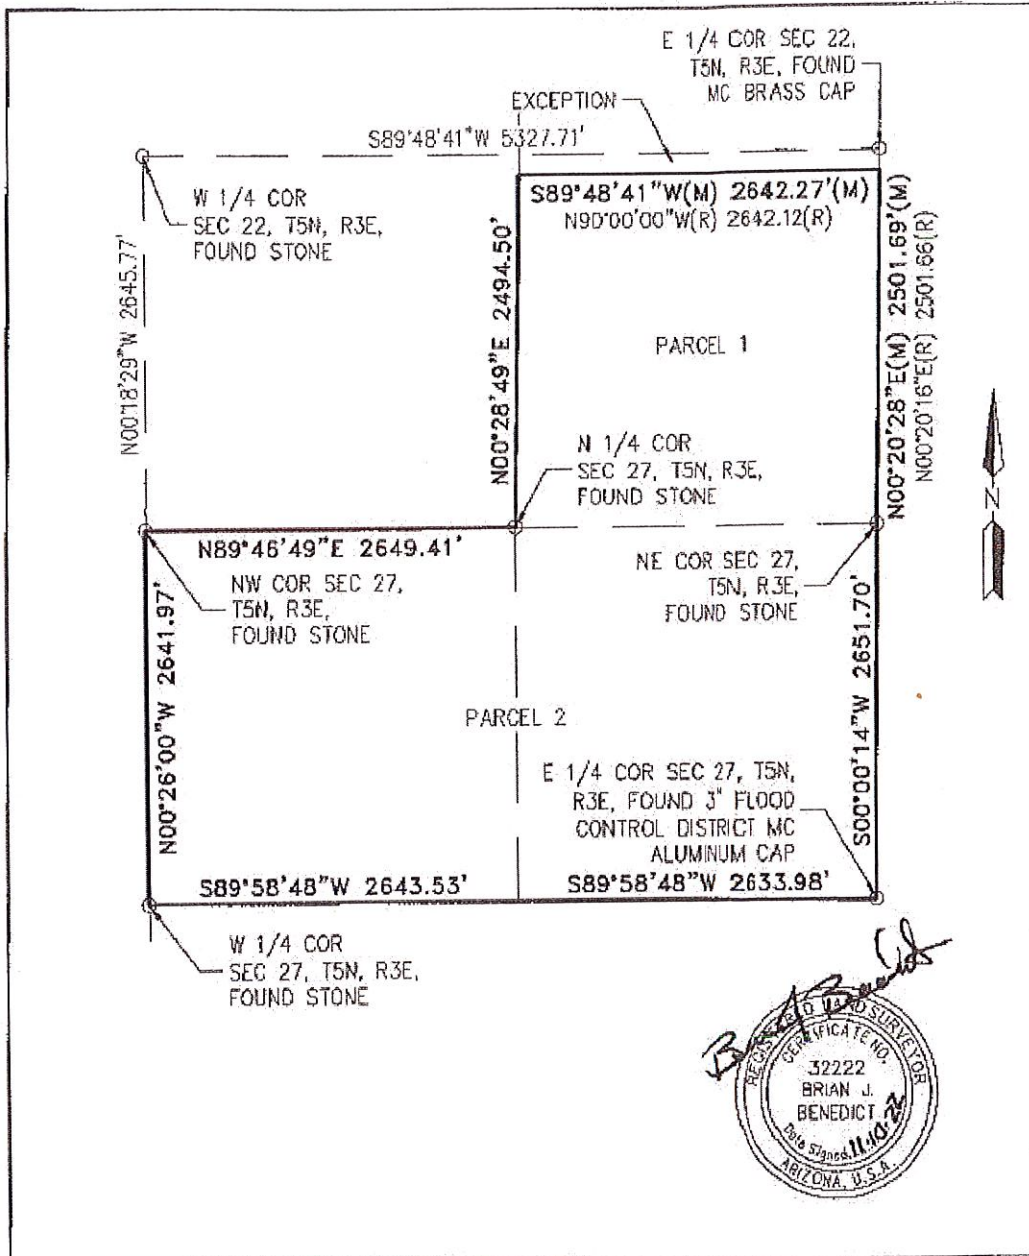 E 1/4 COR SEC 22,
T5N, R3E, FOUND
MC BRASS CAP
EXCEPTION
S89°48'41"W 5327.71'
W 1/4 COR
SEC 22, T5N, R3E,
FOUND STONE
S89°48'41"W(M) 2642.27'(M)
N90°00'00"W(R) 2642.12(R)
N00°18'29"W 2645.77'
N00°28'49"E 2494.50'
PARCEL 1
N00°20'28"E(M) 2501.69'(M)
N00°20'16"E(R) 2501.66(R)
N
N 1/4 COR
SEC 27, T5N, R3E,
FOUND STONE
N89°46'49"E 2649.41'
NW COR SEC 27,
T5N, R3E,
FOUND STONE
NE COR SEC 27,
T5N, R3E,
FOUND STONE
N00°26'00"W 2641.97'
PARCEL 2
S00°00'14"W 2651.70'
E 1/4 COR SEC 27, T5N,
R3E, FOUND 3" FLOOD
CONTROL DISTRICT MC
ALUMINUM CAP
S89°58'48"W 2643.53'
S89°58'48"W 2633.98'
W 1/4 COR
SEC 27, T5N, R3E,
FOUND STONE
REGISTERED LAND SURVEYOR
CERTIFICATE NO.
32222
BRIAN J.
BENEDICT
Date Signed 11.10.22
ARIZONA, U.S.A.